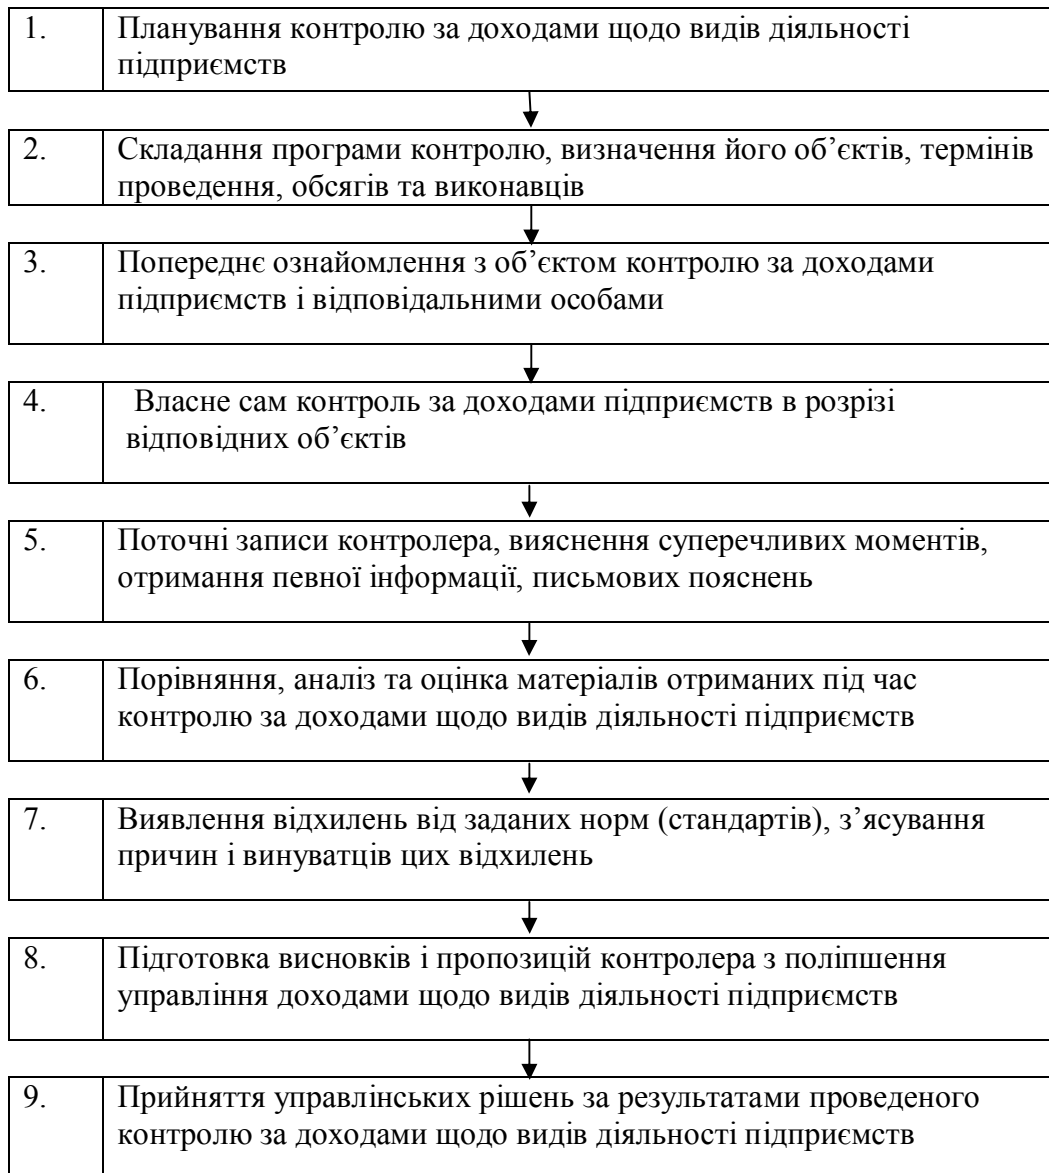 1. Планування контролю за доходами щодо видів діяльності
підприємств
2. Складання програми контролю, визначення його об’єктів, термінів
проведення, обсягів та виконавців
3. Попереднє ознайомлення з об’єктом контролю за доходами
підприємств і відповідальними особами
4. Власне сам контроль за доходами підприємств в розрізі
відповідних об’єктів
5. Поточні записи контролера, вияснення суперечливих моментів,
отримання певної інформації, письмових пояснень
6. Порівняння, аналіз та оцінка матеріалів отриманих під час
контролю за доходами щодо видів діяльності підприємств
7. Виявлення відхилень від заданих норм (стандартів), з’ясування
причин і винуватців цих відхилень
8. Підготовка висновків і пропозицій контролера з поліпшення
управління доходами щодо видів діяльності підприємств
9. Прийняття управлінських рішень за результатами проведеного
контролю за доходами щодо видів діяльності підприємств